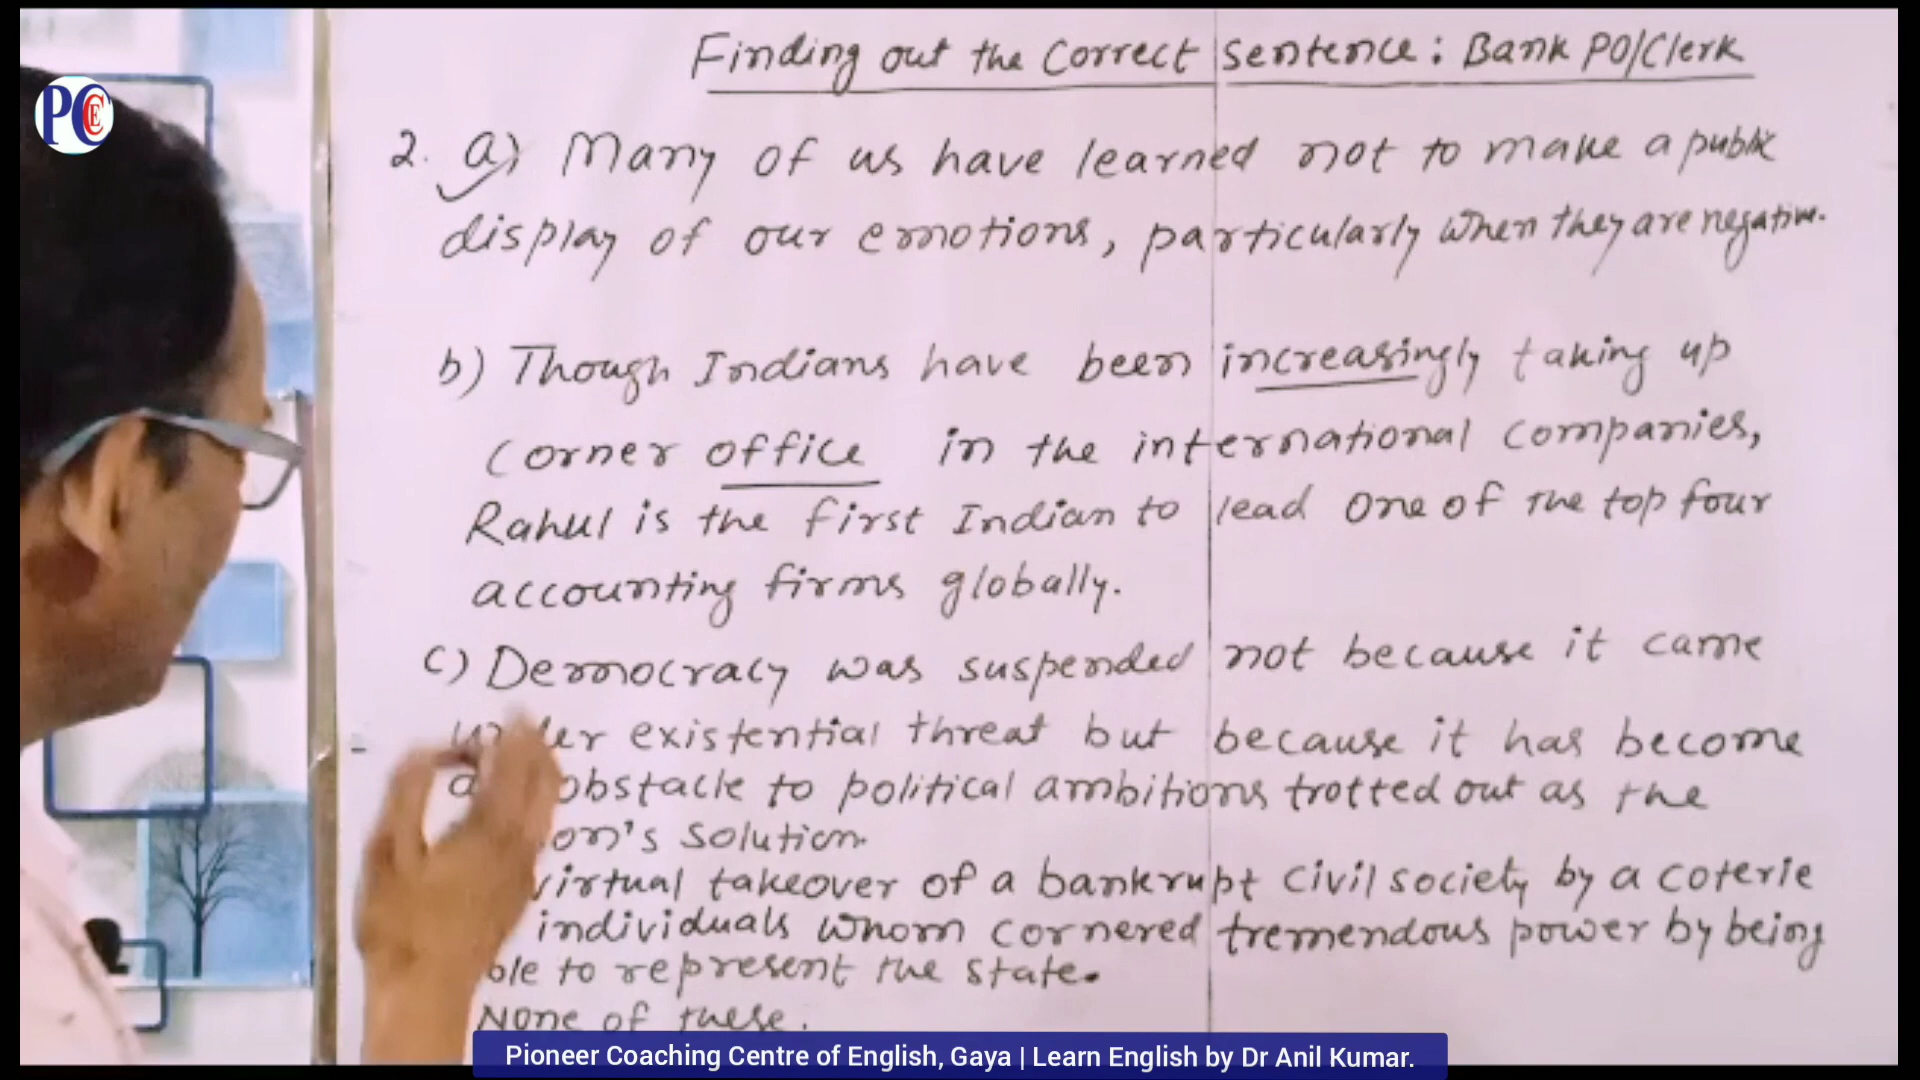 PCCE
Finding out the Correct Sentence: Bank PO/Clerk
2. a) Many of us have learned not to make a public
display of our emotions, particularly when they are negative.
b) Though Indians have been increasingly taking up
corner office in the international companies,
Rahul is the first Indian to lead one of the top four
accounting firms globally.
c) Democracy was suspended not because it came
existential threat but because it has become
obstacle to political ambitions trotted out as the
solution.
virtual takeover of a bankrupt civil society by a coterie
individuals whom cornered tremendous power by being
to represent the state.
None of these.
Pioneer Coaching Centre of English, Gaya | Learn English by Dr Anil Kumar.